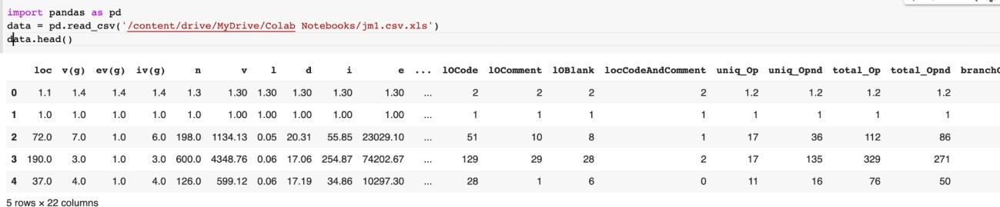 import pandas as pd
data = pd.read_csv('/content/drive/MyDrive/Colab Notebooks/jm1.csv.xls')
data.head()
loc v(g) ev(g) iv(g) n v l d i e ... lOCode lOComment lOBlank locCodeAndComment uniq_Op uniq_Opnd total_Op total_Opnd
0 1.1 1.4 1.4 1.4 1.3 1.30 1.30 1.30 1.30 1.30 ... 2 2 2 2 1.2 1.2 1.2 1.2
1 1.0 1.0 1.0 1.0 1.0 1.00 1.00 1.00 1.00 1.00 ... 1 1 1 1 1 1 1 1
2 72.0 7.0 1.0 6.0 198.0 1134.13 0.05 20.31 55.85 23029.10 ... 51 10 8 1 17 36 112 86
3 190.0 3.0 1.0 3.0 600.0 4348.76 0.06 17.06 254.87 74202.67 ... 129 29 28 2 17 135 329 271
4 37.0 4.0 1.0 4.0 126.0 599.12 0.06 17.19 34.86 10297.30 ... 28 1 6 0 11 16 76 50
5 rows × 22 columns